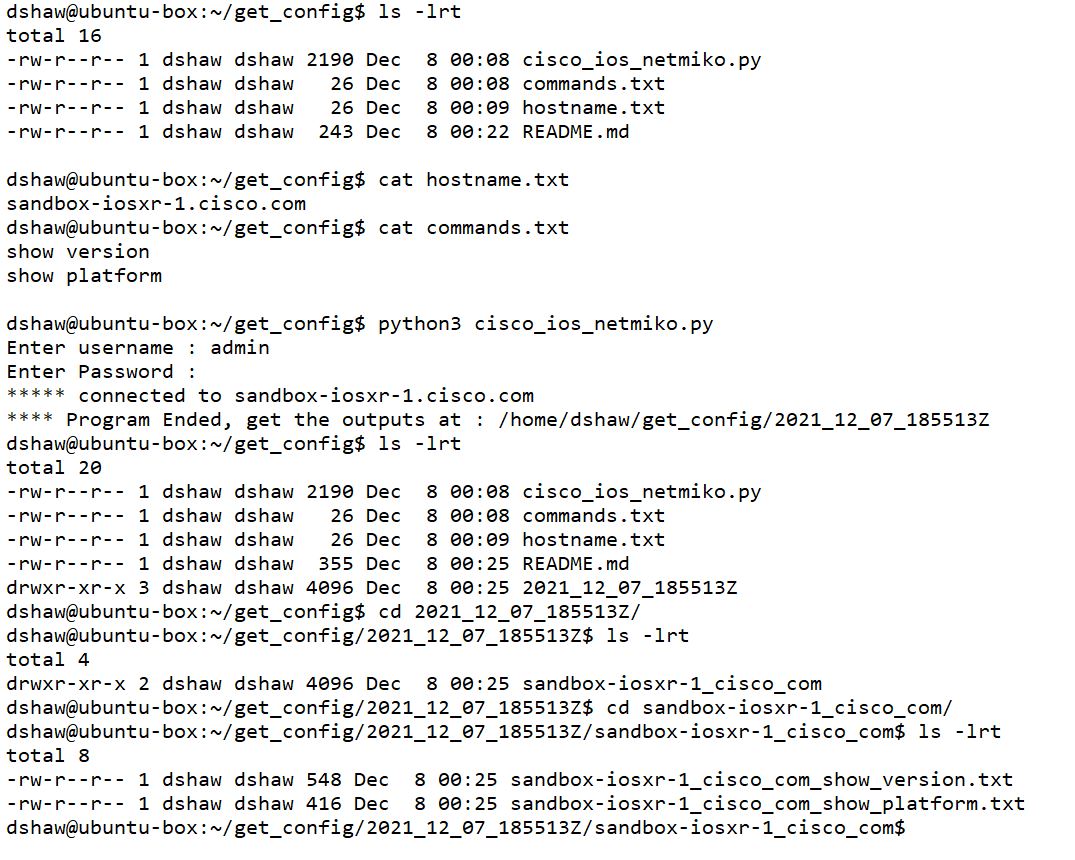 dshaw@ubuntu-box:~/get_config$ ls -lrt
total 16
-rw-r--r-- 1 dshaw dshaw 2190 Dec  8 00:08 cisco_ios_netmiko.py
-rw-r--r-- 1 dshaw dshaw   26 Dec  8 00:08 commands.txt
-rw-r--r-- 1 dshaw dshaw   26 Dec  8 00:09 hostname.txt
-rw-r--r-- 1 dshaw dshaw  243 Dec  8 00:22 README.md
dshaw@ubuntu-box:~/get_config$ cat hostname.txt
sandbox-iosxr-1.cisco.com
dshaw@ubuntu-box:~/get_config$ cat commands.txt
show version
show platform
dshaw@ubuntu-box:~/get_config$ python3 cisco_ios_netmiko.py
Enter username : admin
Enter Password :
***** connected to sandbox-iosxr-1.cisco.com
**** Program Ended, get the outputs at : /home/dshaw/get_config/2021_12_07_185513Z
dshaw@ubuntu-box:~/get_config$ ls -lrt
total 20
-rw-r--r-- 1 dshaw dshaw 2190 Dec  8 00:08 cisco_ios_netmiko.py
-rw-r--r-- 1 dshaw dshaw   26 Dec  8 00:08 commands.txt
-rw-r--r-- 1 dshaw dshaw   26 Dec  8 00:09 hostname.txt
-rw-r--r-- 1 dshaw dshaw  355 Dec  8 00:25 README.md
drwxr-xr-x 3 dshaw dshaw 4096 Dec  8 00:25 2021_12_07_185513Z
dshaw@ubuntu-box:~/get_config$ cd 2021_12_07_185513Z/
dshaw@ubuntu-box:~/get_config/2021_12_07_185513Z$ ls -lrt
total 4
drwxr-xr-x 2 dshaw dshaw 4096 Dec  8 00:25 sandbox-iosxr-1_cisco_com
dshaw@ubuntu-box:~/get_config/2021_12_07_185513Z$ cd sandbox-iosxr-1_cisco_com/
dshaw@ubuntu-box:~/get_config/2021_12_07_185513Z/sandbox-iosxr-1_cisco_com$ ls -lrt
total 8
-rw-r--r-- 1 dshaw dshaw 548 Dec  8 00:25 sandbox-iosxr-1_cisco_com_show_version.txt
-rw-r--r-- 1 dshaw dshaw 416 Dec  8 00:25 sandbox-iosxr-1_cisco_com_show_platform.txt
dshaw@ubuntu-box:~/get_config/2021_12_07_185513Z/sandbox-iosxr-1_cisco_com$